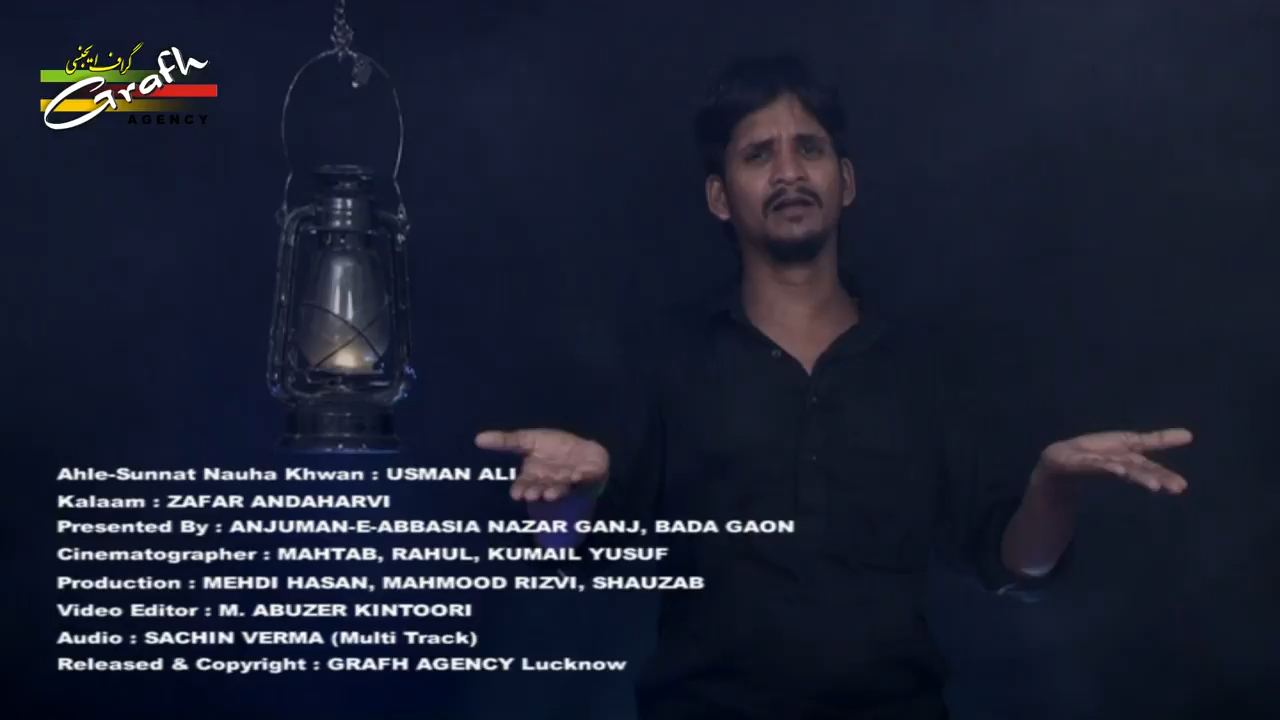 گراف ایجنسی
Grafh
AGENCY
Ahle-Sunnat Nauha Khwan : USMAN ALI
Kalaam : ZAFAR ANDAHARVI
Presented By : ANJUMAN-E-ABBASIA NAZAR GANJ, BADA GAON
Cinematographer : MAHTAB, RAHUL, KUMAIL YUSUF
Production : MEHDI HASAN, MAHMOOD RIZVI, SHAUZAB
Video Editor : M. ABUZER KINTOORI
Audio : SACHIN VERMA (Multi Track)
Released & Copyright : GRAFH AGENCY Lucknow